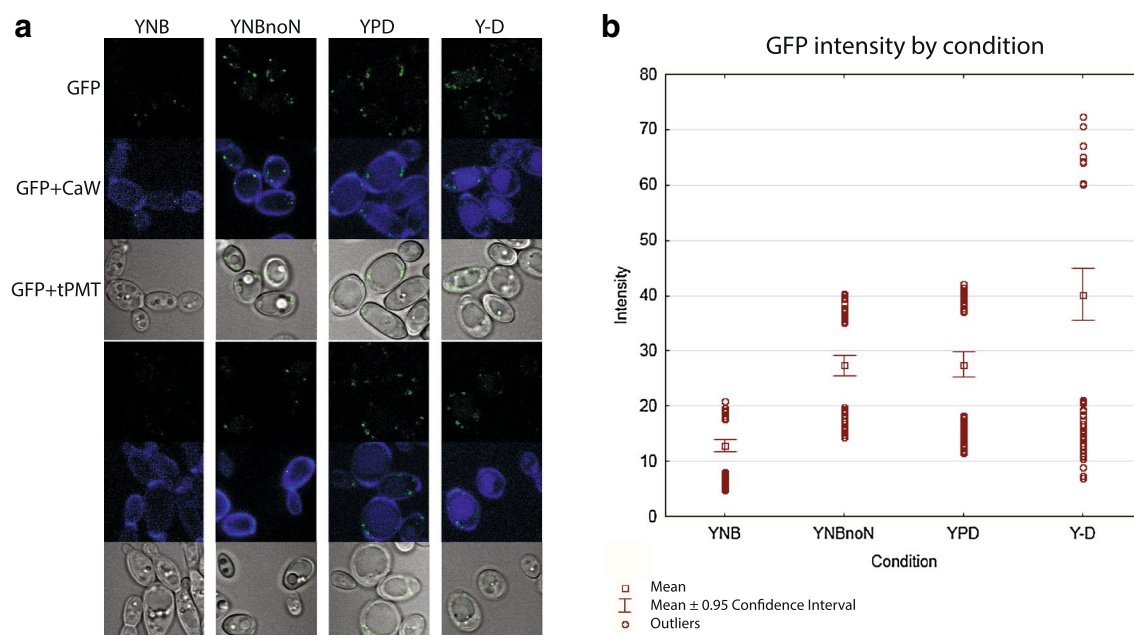 a
YNB YNBnoN YPD Y-D
GFP
GFP+CaW
GFP+tPMT
b
GFP intensity by condition
80
70
60
50
40
30
20
10
0
Intensity
YNB YNBnoN YPD Y-D
Condition
Mean
Mean ± 0.95 Confidence Interval
Outliers